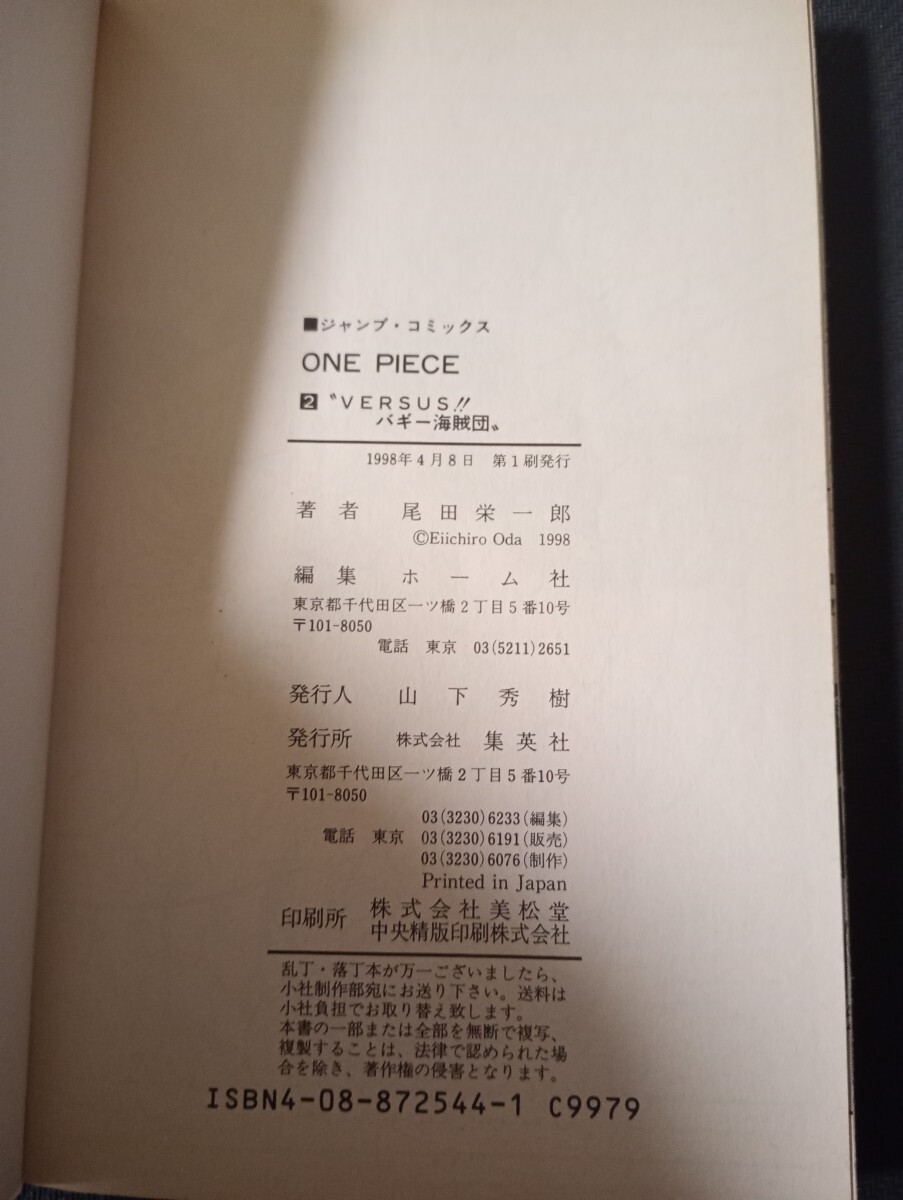 ■ジャンプ・コミックス
ONE PIECE
2 〝VERSUS!!
バギー海賊団〟
1998年4月8日 第1刷発行
著者 尾田栄一郎
©Eiichiro Oda 1998
編集 ホーム社
東京都千代田区一ツ橋2丁目5番10号
〒101-8050
電話 東京 03(5211)2651
発行人 山下秀樹
発行所 株式会社 集英社
東京都千代田区一ツ橋2丁目5番10号
〒101-8050
03(3230)6233(編集)
電話 東京 03(3230)6191(販売)
03(3230)6076(制作)
Printed in Japan
印刷所 株式会社美松堂
中央精版印刷株式会社
乱丁・落丁本が万一ございましたら、
小社制作部宛にお送り下さい。送料は
小社負担でお取り替え致します。
本書の一部または全部を無断で複写、
複製することは、法律で認められた場
合を除き、著作権の侵害となります。
ISBN4-08-872544-1 C9979